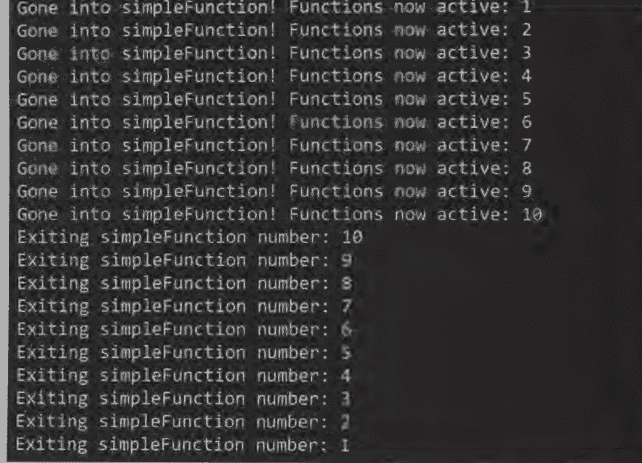 Gone into simpleFunction! Functions now active: 1
Gone into simpleFunction! Functions now active: 2
Gone into simpleFunction! Functions now active: 3
Gone into simpleFunction! Functions now active: 4
Gone into simpleFunction! Functions now active: 5
Gone into simpleFunction! Functions now active: 6
Gone into simpleFunction! Functions now active: 7
Gone into simpleFunction! Functions now active: 8
Gone into simpleFunction! Functions now active: 9
Gone into simpleFunction! Functions now active: 10
Exiting simpleFunction number: 10
Exiting simpleFunction number: 9
Exiting simpleFunction number: 8
Exiting simpleFunction number: 7
Exiting simpleFunction number: 6
Exiting simpleFunction number: 5
Exiting simpleFunction number: 4
Exiting simpleFunction number: 3
Exiting simpleFunction number: 2
Exiting simpleFunction number: 1